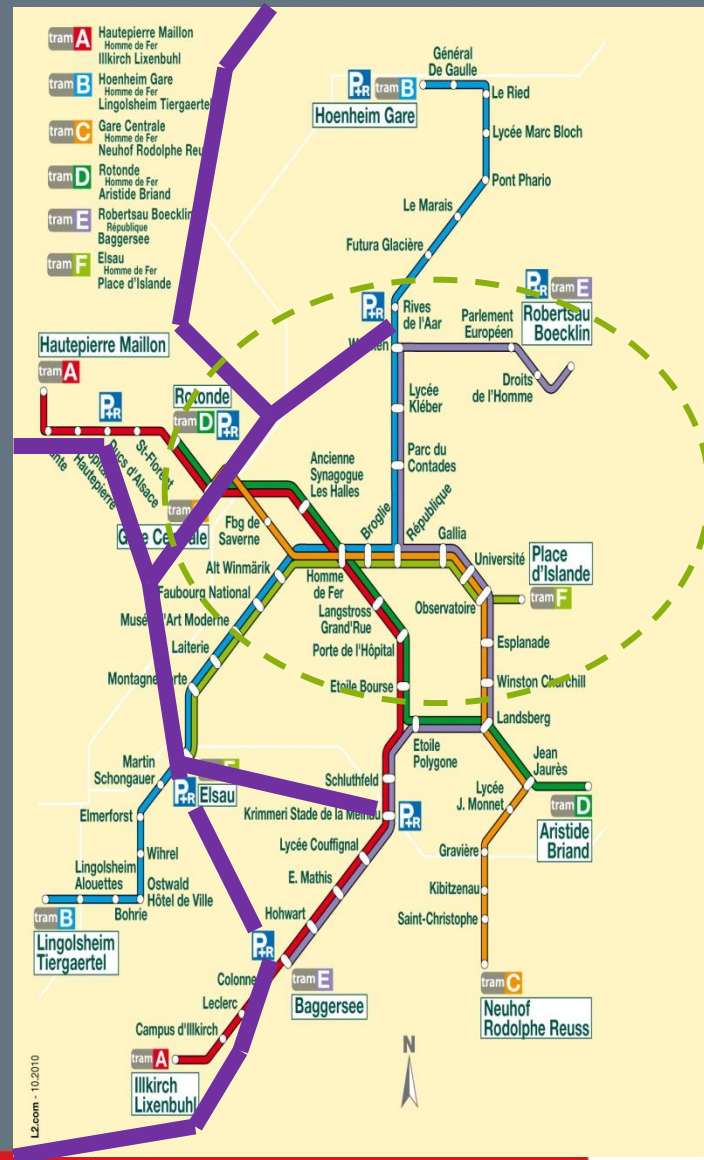 tram A Hautepierre Maillon
Homme de Fer
Illkirch Lixenbuhl
tram B Hoenheim Gare
Homme de Fer
Lingolsheim Tiergaertel
tram C Gare Centrale
Homme de Fer
Neuhof Rodolphe Reuss
tram D Rotonde
Homme de Fer
Aristide Briand
tram E Robertsau Boecklin
République
Baggersee
tram F Elsau
Homme de Fer
Place d'Islande
Général
De Gaulle
P+R tram B
Hoenheim Gare
Le Ried
Lycée Marc Bloch
Pont Phario
Le Marais
Futura Glacière
P+R
Rives
de l'Aar
P+R tram E
Robertsau
Boecklin
Parlement
Européen
Droits
de l'Homme
Lycée
Kléber
Parc du
Contades
Hautepierre Maillon
tram A
P+R
Rotonde
tram D P+R
Ducs d'Alsace
Hautepierre
St-Florent
Ancienne
Synagogue
Les Halles
tram
Fbg de
Saverne
Broglie
République
Gallia
Université
Place
d'Islande
tram F
Observatoire
Alt Winmärik
Faubourg National
d'Art Moderne
Laiterie
Homme
de Fer
Langstross
Grand'Rue
Porte de l'Hôpital
Etoile Bourse
Esplanade
Winston Churchill
Landsberg
Etoile
Polygone
Martin
Schongauer
P+R Elsau
Schluthfeld
Krimmeri Stade de la
P+R
Jean
Jaurès
tram D
Aristide
Briand
Lycée
J. Monnet
Elmerforst
Wihrel
Lingolsheim
Alouettes
Ostwald
Hôtel de Ville
Bohrie
tram B
Lingolsheim
Tiergaertel
Lycée Couffignal
E. Mathis
Hohwart
P+R
Gravière
Kibitzenau
Saint-Christophe
tram C
Neuhof
Rodolphe Reuss
tram E
Baggersee
Colonne
Leclerc
Campus d'Illkirch
tram A
Illkirch
Lixenbuhl
N
L2.com - 10.2010